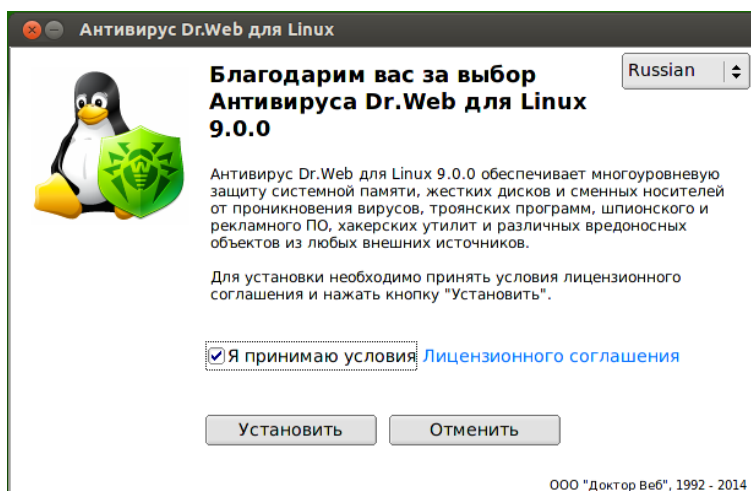 Антивирус Dr.Web для Linux
Благодарим вас за выбор
Антивируса Dr.Web для Linux
9.0.0
Russian
Антивирус Dr.Web для Linux 9.0.0 обеспечивает многоуровневую
защиту системной памяти, жестких дисков и сменных носителей
от проникновения вирусов, троянских программ, шпионского и
рекламного ПО, хакерских утилит и различных вредоносных
объектов из любых внешних источников.
Для установки необходимо принять условия лицензионного
соглашения и нажать кнопку "Установить".
Я принимаю условия Лицензионного соглашения
Установить Отменить
ООО "Доктор Веб", 1992 - 2014